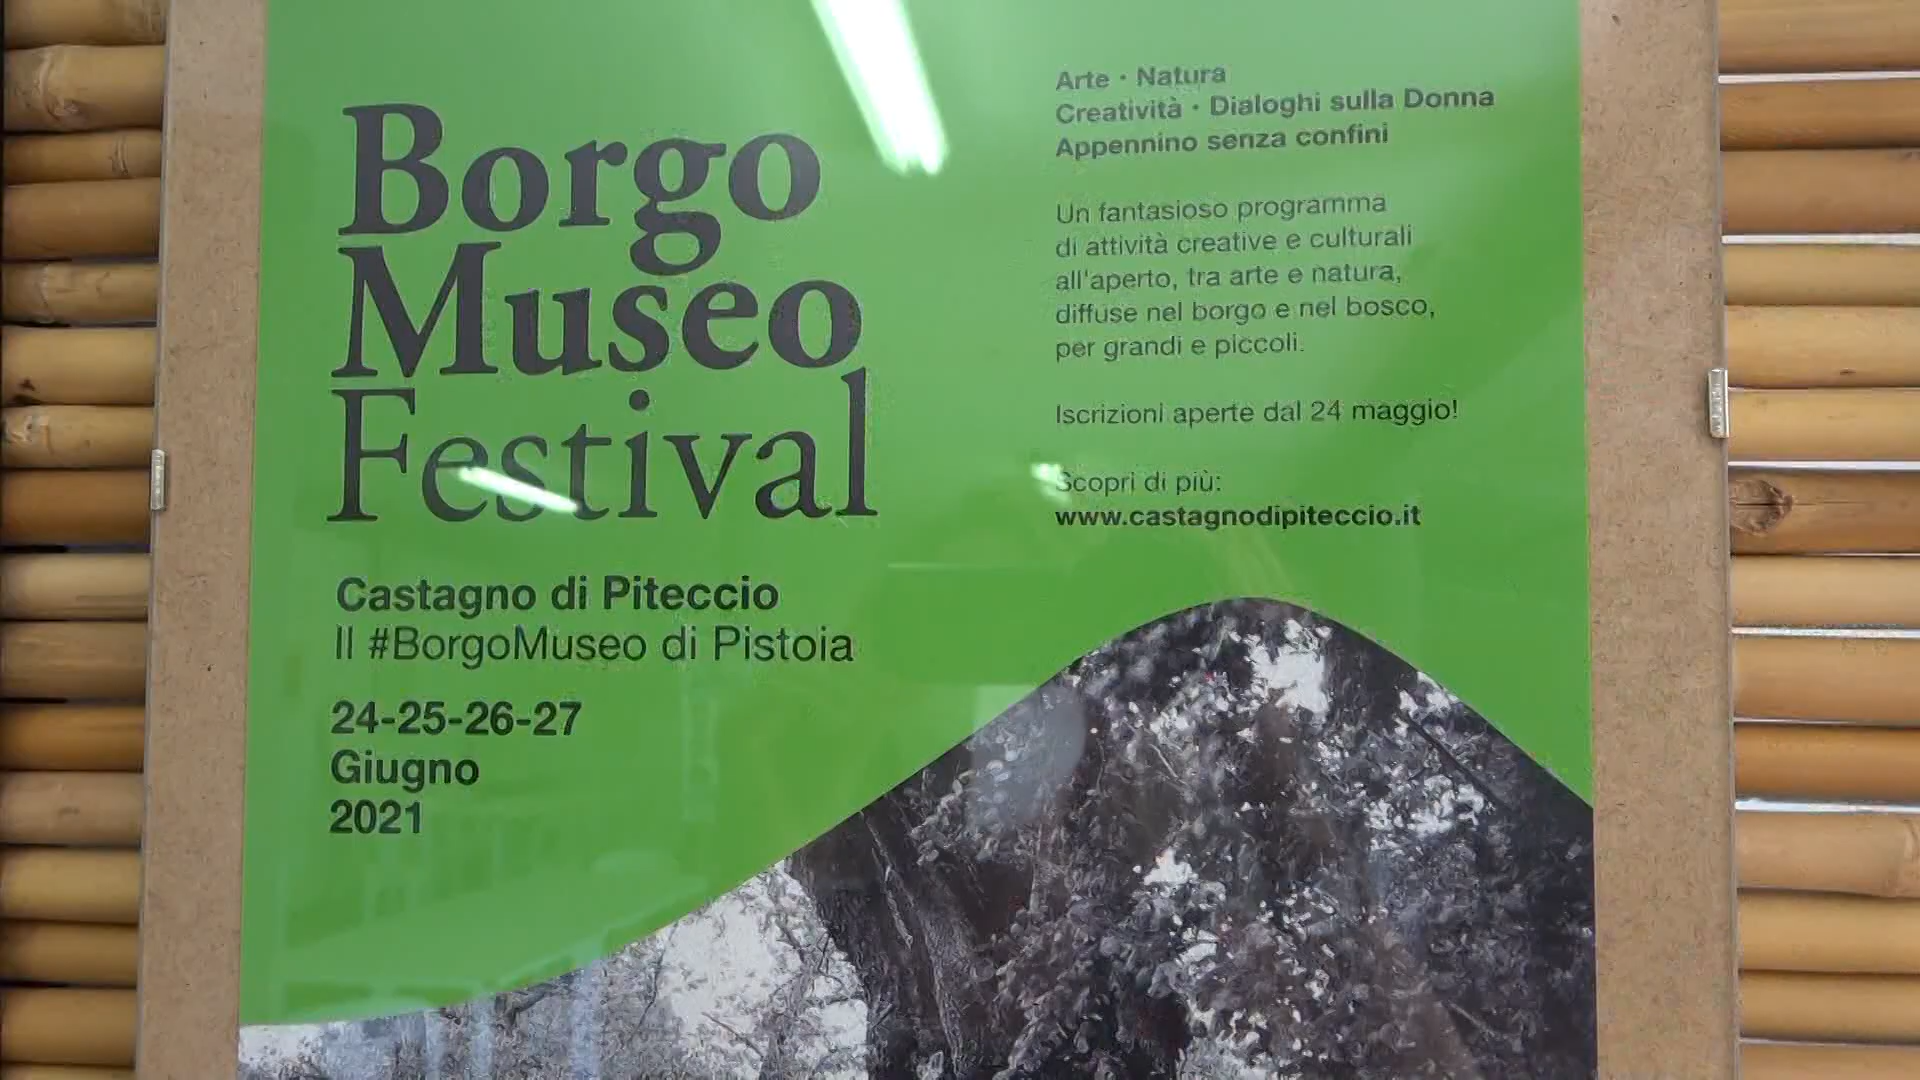 Borgo
Museo
Festival
Castagno di Piteccio
Il #BorgoMuseo di Pistoia
24-25-26-27
Giugno
2021
Arte · Natura
Creatività · Dialoghi sulla Donna
Appennino senza confini
Un fantasioso programma
di attività creative e culturali
all'aperto, tra arte e natura,
diffuse nel borgo e nel bosco,
per grandi e piccoli.
Iscrizioni aperte dal 24 maggio!
Scopri di più:
www.castagnodipiteccio.it